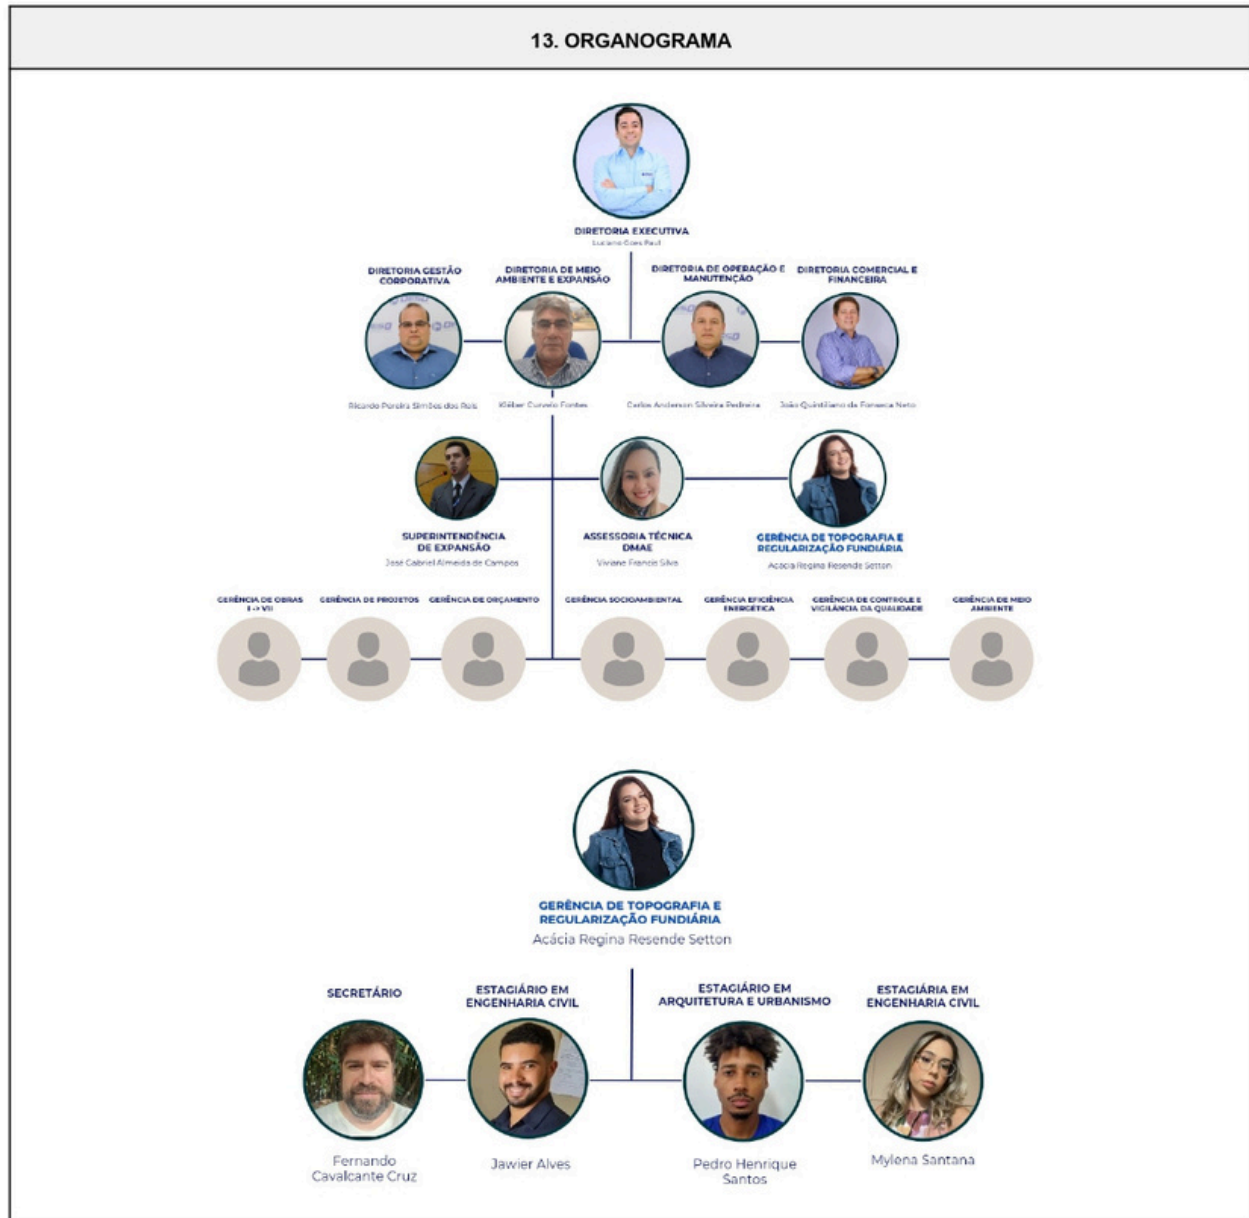 13. ORGANOGRAMA
DIRETORIA EXECUTIVA
Luciano Goes Paul
DIRETORIA GESTÃO
CORPORATIVA
DIRETORIA DE MEIO
AMBIENTE E EXPANSÃO
DIRETORIA DE OPERAÇÃO E
MANUTENÇÃO
DIRETORIA COMERCIAL E
FINANCEIRA
Ricardo Pereira Simões dos Reis
Kléber Curvelo Fontes
Carlos Anderson Silveira Pedreira
João Quintiliano da Fonseca Neto
SUPERINTENDÊNCIA
DE EXPANSÃO
José Gabriel Almeida de Campos
ASSESSORIA TÉCNICA
DMAE
Viviane Francis Silva
GERÊNCIA DE TOPOGRAFIA E
REGULARIZAÇÃO FUNDIÁRIA
Acácia Regina Resende Setton
GERÊNCIA DE OBRAS
I -> VII
GERÊNCIA DE PROJETOS
GERÊNCIA DE ORÇAMENTO
GERÊNCIA SOCIOAMBIENTAL
GERÊNCIA EFICIÊNCIA
ENERGÉTICA
GERÊNCIA DE CONTROLE E
VIGILÂNCIA DA QUALIDADE
GERÊNCIA DE MEIO
AMBIENTE
GERÊNCIA DE TOPOGRAFIA E
REGULARIZAÇÃO FUNDIÁRIA
Acácia Regina Resende Setton
SECRETÁRIO
ESTAGIÁRIO EM
ENGENHARIA CIVIL
ESTAGIÁRIO EM
ARQUITETURA E URBANISMO
ESTAGIÁRIA EM
ENGENHARIA CIVIL
Fernando
Cavalcante Cruz
Jawier Alves
Pedro Henrique
Santos
Mylena Santana